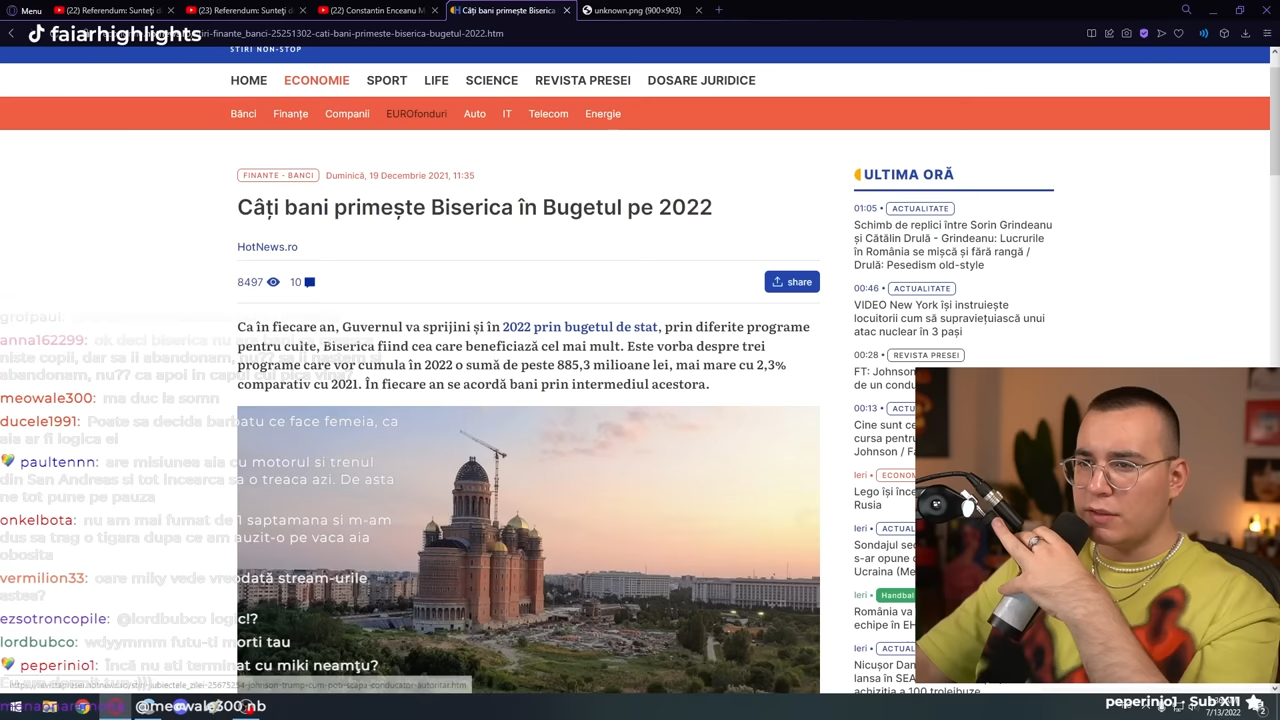 Menu
(22) Referendum: Sunteți d
(23) Referendum: Sunteți d
(22) Constantin Enceanu M
Câți bani primește Biserica
unknown.png (900×903)
faiarhighlights
-finante_banci-25251302-cati-bani-primeste-biserica-bugetul-2022.htm
STIRI NON-STOP
HOME ECONOMIE SPORT LIFE SCIENCE REVISTA PRESEI DOSARE JURIDICE
Bănci Finanțe Companii EUROfonduri Auto IT Telecom Energie
FINANTE - BANCI Duminică, 19 Decembrie 2021, 11:35
Câți bani primește Biserica în Bugetul pe 2022
HotNews.ro
8497 10 share
Ca în fiecare an, Guvernul va sprijini și în 2022 prin bugetul de stat, prin diferite programe
pentru culte, Biserica fiind cea care beneficiază cel mai mult. Este vorba despre trei
programe care vor cumula în 2022 o sumă de peste 885,3 milioane lei, mai mare cu 2,3%
comparativ cu 2021. În fiecare an se acordă bani prin intermediul acestora.
ULTIMA ORĂ
01:05 • ACTUALITATE
Schimb de replici între Sorin Grindeanu
și Cătălin Drulă - Grindeanu: Lucrurile
în România se mișcă și fără rangă /
Drulă: Pesedism old-style
00:46 • ACTUALITATE
VIDEO New York își instruiește
locuitorii cum să supraviețuiască unui
atac nuclear în 3 pași
00:28 • REVISTA PRESEI
FT: Johnson
de un condu
00:13 • ACTU
Cine sunt ce
cursa pentru
Johnson / Fa
Ieri • ECONOM
Lego își înce
Rusia
Ieri • ACTUAL
Sondajul sec
s-ar opune c
Ucraina (Me
Ieri • Handbal
România va
echipe în EH
Ieri • ACTUAL
Nicușor Dan
lansa în SEA
achiziția a 100 troleibuze
grofpaul:
anna162299: ok deci biserica nu
niste copii, dar sa ii abandonam, nu?? sa ii nastem si
abandonam, nu?? ca apoi in capul cui pica vina?
meowale300: ma duc la somn
ducele1991: Poate sa decida barbatu ce face femeia, ca
aia ar fi logica ei
paultennn: are misiunea aia cu motorul si trenul
din San Andreas si tot incearca sa o treaca azi. De asta
ne tot pune pe pauza
onkelbota: nu am mai fumat de 1 saptamana si m-am
dus sa trag o tigara dupa ce am auzit-o pe vaca aia
obosita
vermilion33: oare miky vede vreodată stream-urile
astea?
ezsotroncopile: @lordbubco logic!?
lordbubco: wdyymmm futu-ti morti tau
peperinio1: Încă nu ati terminat cu miki neamțu?
@meowale300 nb
peperinio1 - Sub X11
7/13/2022